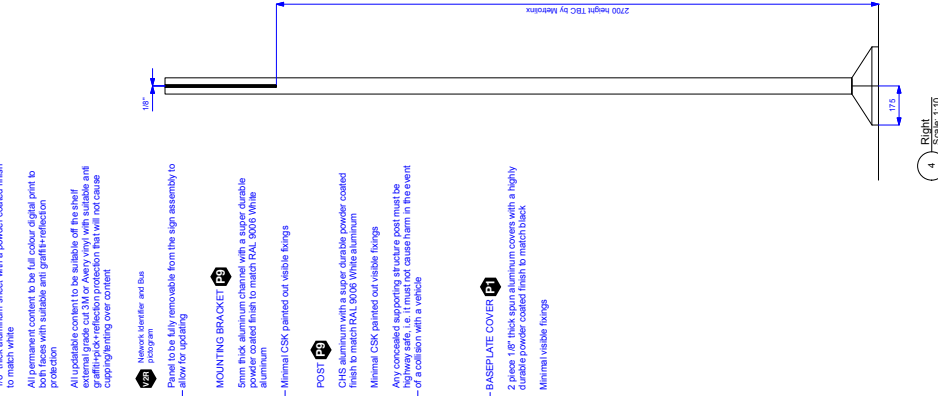 to match white
All permanent content to be full colour digital print to
both faces with suitable anti graffiti+reflection
protection
All updatable content to be suitable off the shelf
external grade cut 3M or Avery vinyl with suitable anti
graffiti+pick+reflection protection that will not cause
cupping/tenting over content
V2R Network Identifier and Bus
pictogram
Panel to be fully removable from the sign assembly to
allow for updating
MOUNTING BRACKET P9
5mm thick aluminum channel with a super durable
powder coated finish to match RAL 9006 White
aluminum
Minimal CSK painted out visible fixings
POST P9
CHS aluminum with a super durable powder coated
finish to match RAL 9006 White aluminum
Minimal CSK painted out visible fixings
Any concealed supporting structure post must be
highway safe, i.e. it must not cause harm in the event
of a collision with a vehicle
BASEPLATE COVER P1
2 piece 1/8" thick spun aluminum covers with a highly
durable powder coated finish to match black
Minimal visible fixings
1/8"
2700 height TBC by Metrolinx
175
4 Right
Scale: 1:10